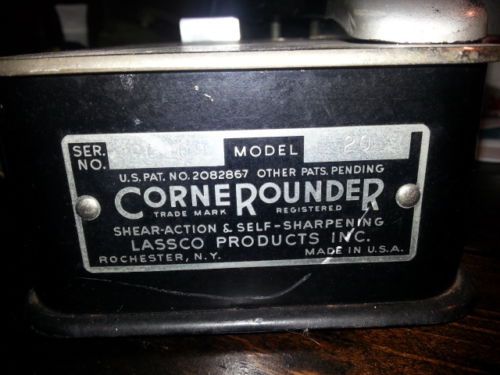 SER. NO. MODEL 20
U.S. PAT. NO. 2082867 OTHER PATS. PENDING
CORNEROUNDER
TRADE MARK REGISTERED
SHEAR-ACTION & SELF-SHARPENING
LASSCO PRODUCTS INC.
ROCHESTER, N.Y. MADE IN U.S.A.